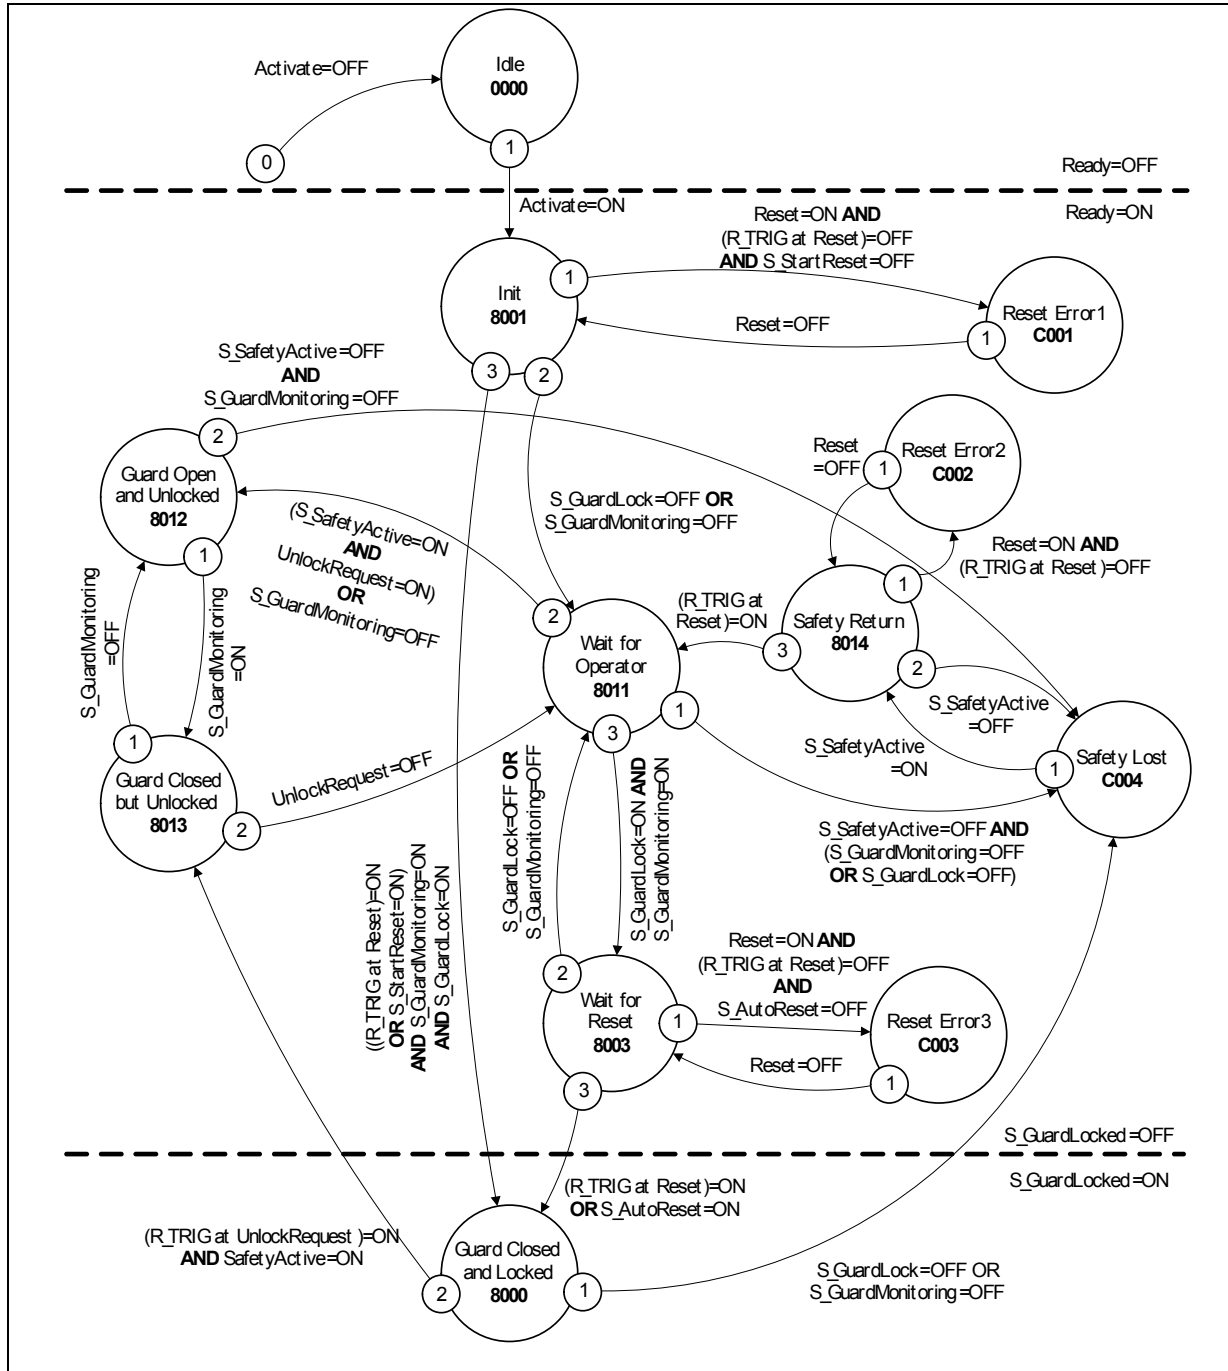 Idle
0000
Activate=OFF
1
0
Ready=OFF
Activate=ON
Ready=ON
Reset=ON AND
(R_TRIG at Reset)=OFF
AND S_StartReset=OFF
1
Init
8001
Reset Error1
C001
Reset=OFF
1
3
2
S_SafetyActive=OFF
AND
S_GuardMonitoring=OFF
2
Guard Open
and Unlocked
8012
1
Reset
=OFF
1
Reset Error2
C002
S_GuardLock=OFF OR
S_GuardMonitoring=OFF
(S_SafetyActive=ON
AND
UnlockRequest=ON)
OR
S_GuardMonitoring=OFF
Reset=ON AND
(R_TRIG at Reset)=OFF
1
(R_TRIG at
Reset)=ON
Safety Return
8014
3
2
2
Wait for
Operator
8011
1
3
S_GuardMonitoring
=OFF
S_GuardMonitoring
=ON
S_SafetyActive
=OFF
S_SafetyActive
=ON
1
Safety Lost
C004
1
Guard Closed
but Unlocked
8013
2
UnlockRequest=OFF
S_GuardLock=OFF OR
S_GuardMonitoring=OFF
S_GuardLock=ON AND
S_GuardMonitoring=ON
S_SafetyActive=OFF AND
(S_GuardMonitoring=OFF
OR S_GuardLock=OFF)
((R_TRIG at Reset)=ON
OR S_StartReset=ON)
AND S_GuardMonitoring=ON
AND S_GuardLock=ON
Reset=ON AND
(R_TRIG at Reset)=OFF
AND
S_AutoReset=OFF
2
Wait for
Reset
8003
1
Reset Error3
C003
Reset=OFF
1
3
S_GuardLocked=OFF
S_GuardLocked=ON
(R_TRIG at Reset)=ON
OR S_AutoReset=ON
(R_TRIG at UnlockRequest)=ON
AND SafetyActive=ON
Guard Closed
and Locked
8000
2
1
S_GuardLock=OFF OR
S_GuardMonitoring=OFF